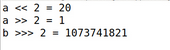 a << 2 = 20
a >> 2 = 1
b >>> 2 = 1073741821